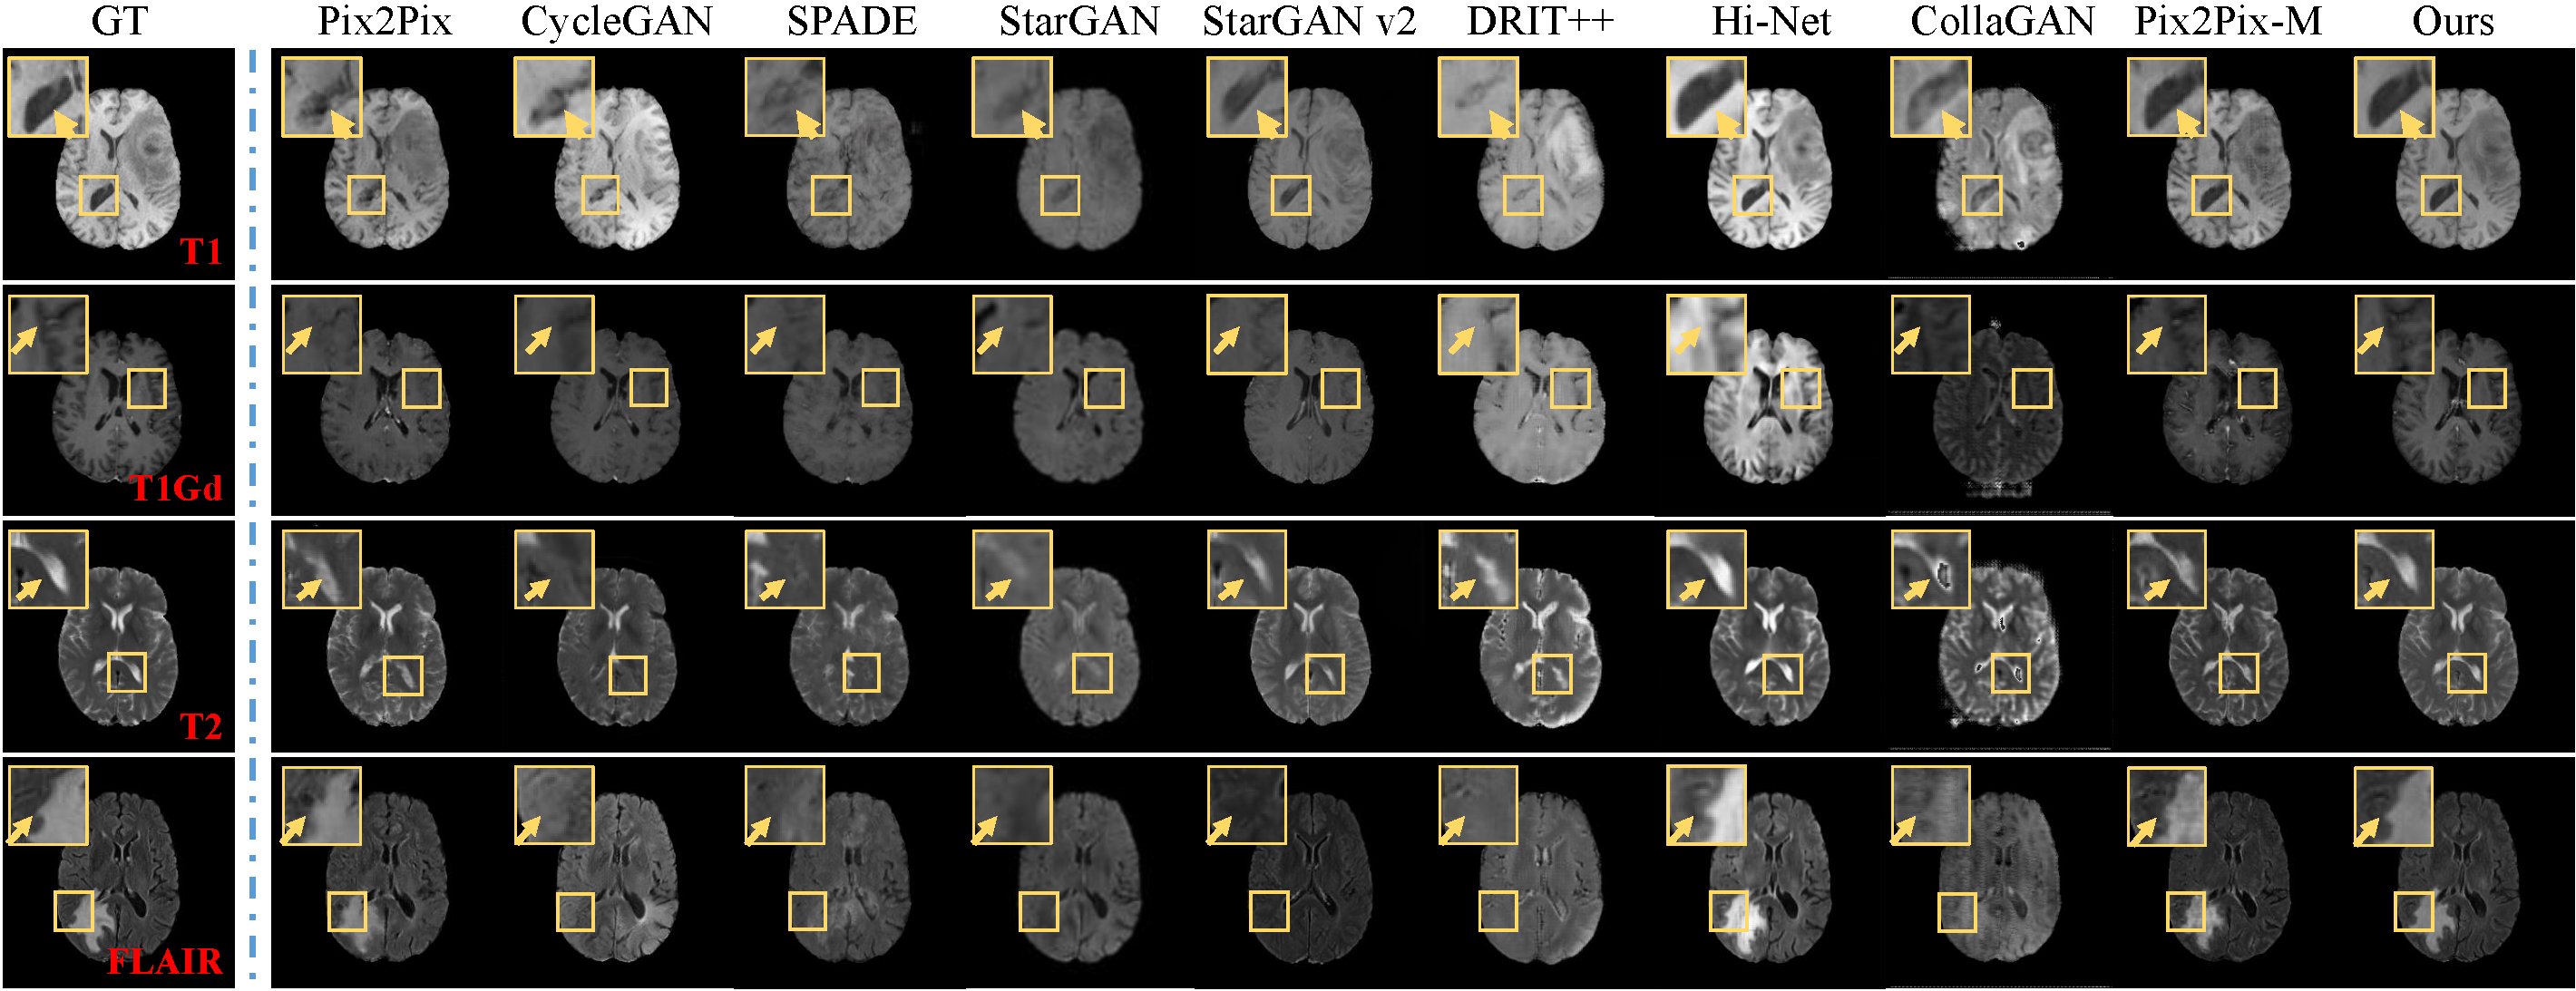 GT Pix2Pix CycleGAN SPADE StarGAN StarGAN v2 DRIT++ Hi-Net CollaGAN Pix2Pix-M Ours
T1
T1Gd
T2
FLAIR